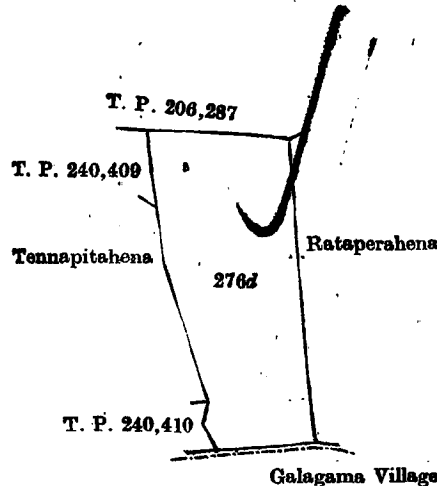 T. P. 206,287
T. P. 240,409
Tennapitahena
Rataperahena
276d
T. P. 240,410
Galagama Village